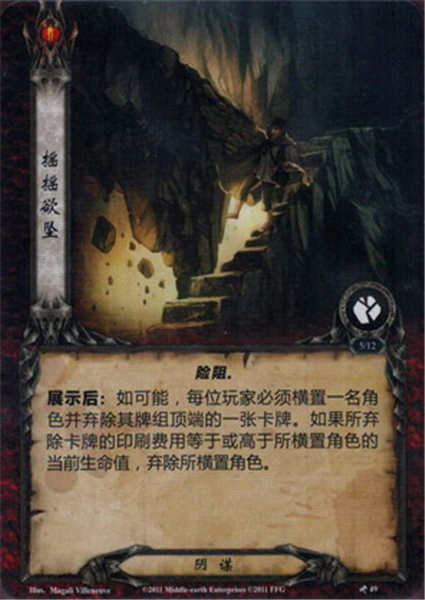 摇摇欲坠
5/12
险阻.
展示后：如可能，每位玩家必须横置一名角
色并弃除其牌组顶端的一张卡牌。如果所弃
除卡牌的印刷费用等于或高于所横置角色的
当前生命值，弃除所横置角色。
阴 谋
Illus. Magali Villeneuve
©2011 Middle-earth Enterprises ©2011 FFG
49